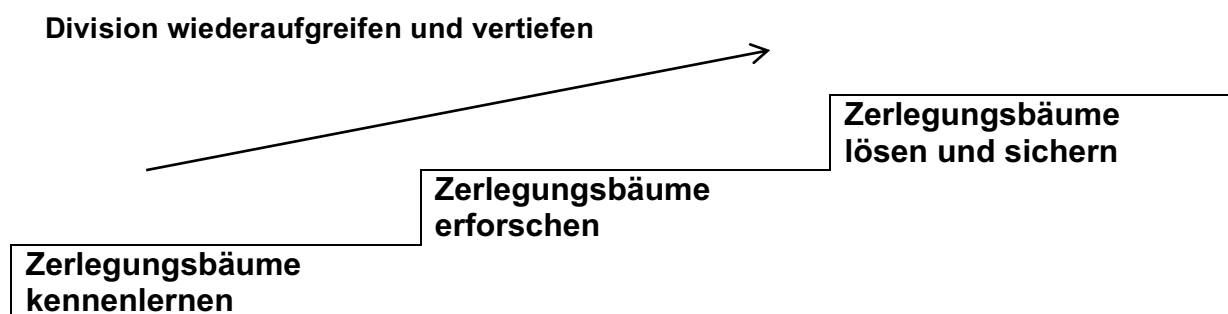 Division wiederaufgreifen und vertiefen
Zerlegungsbäume
lösen und sichern
Zerlegungsbäume
erforschen
Zerlegungsbäume
kennenlernen